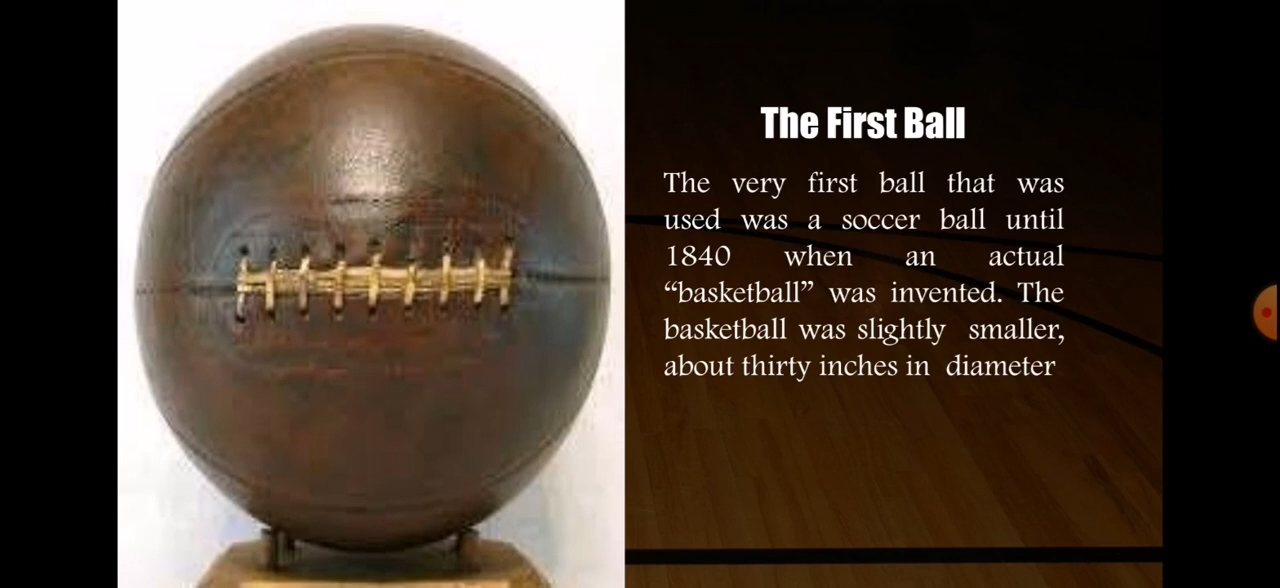 The First Ball
The very first ball that was
used was a soccer ball until
1840 when an actual
“basketball” was invented. The
basketball was slightly smaller,
about thirty inches in diameter